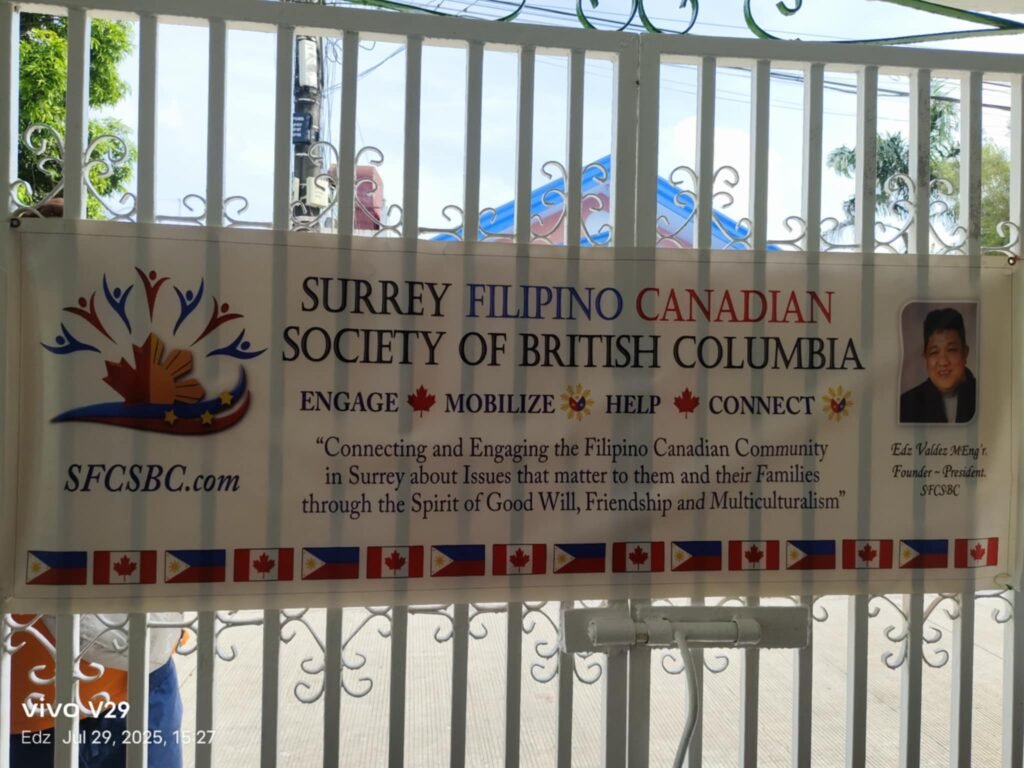 SURREY FILIPINO CANADIAN
SOCIETY OF BRITISH COLUMBIA
ENGAGE MOBILIZE HELP CONNECT
"Connecting and Engaging the Filipino Canadian Community
in Surrey about Issues that matter to them and their Families
through the Spirit of Good Will, Friendship and Multiculturalism"
SFCSBC.com
Edz Valdez MEng'r.
Founder ~ President.
SFCSBC
vivo V29
Edz Jul 29, 2025, 15:27